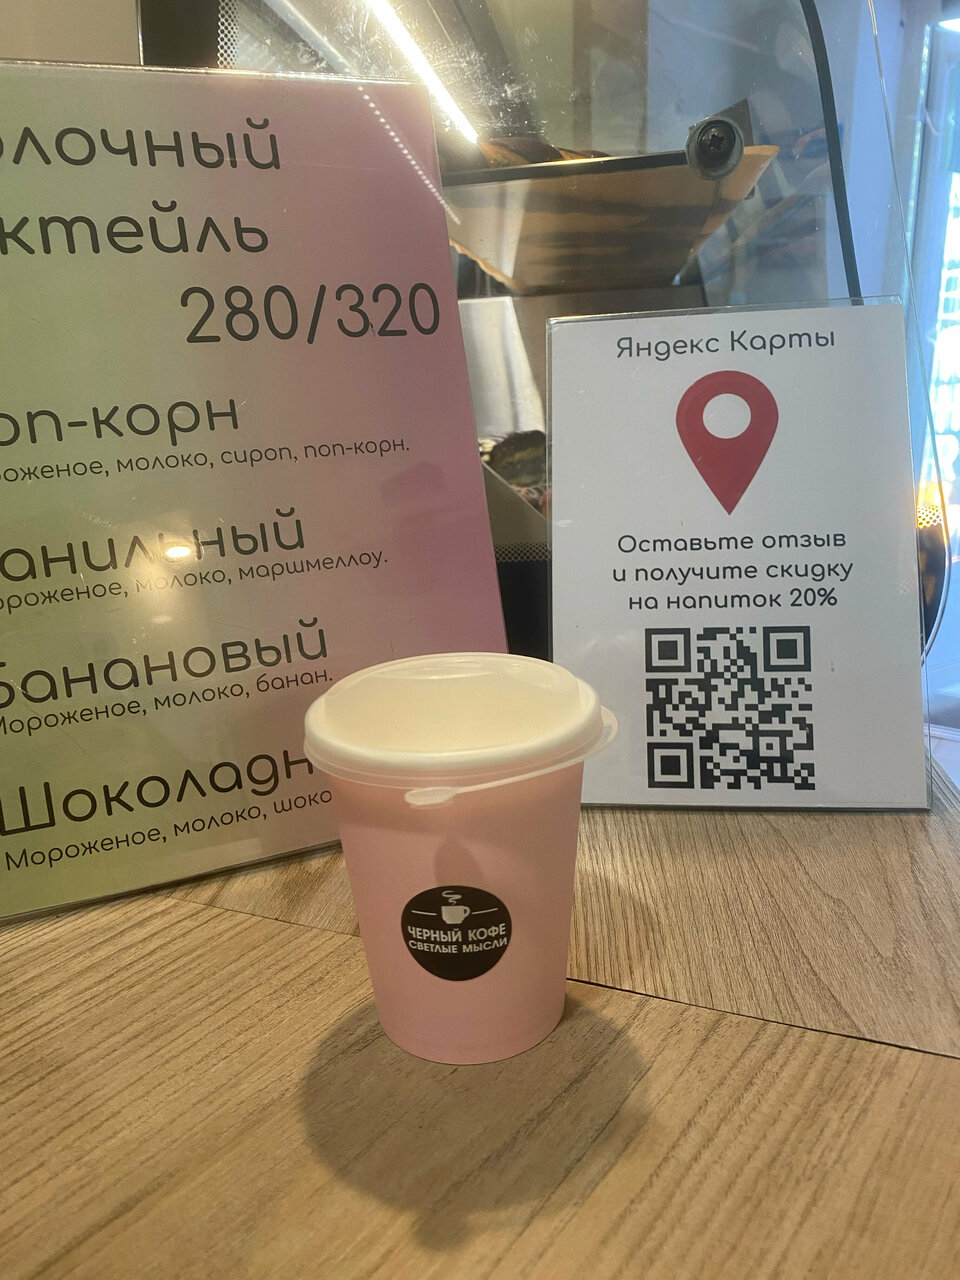 олочный
ктейль
280/320
оп-корн
роженое, молоко, сироп, поп-корн.
анильный
ороженое, молоко, маршмеллоу.
Банановый
Мороженое, молоко, банан.
Шоколадн
Мороженое, молоко, шоко
Яндекс Карты
Оставьте отзыв
и получите скидку
на напиток 20%
ЧЕРНЫЙ КОФЕ
СВЕТЛЫЕ МЫСЛИ